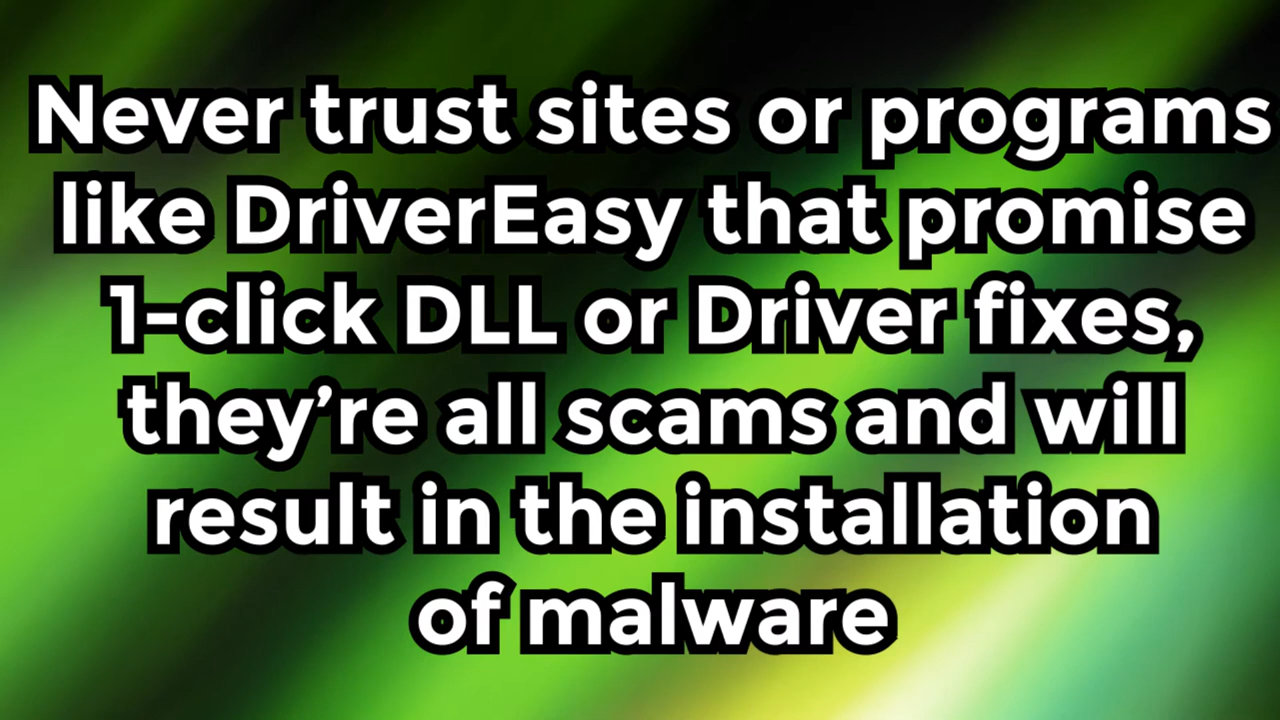 Never trust sites or programs
like DriverEasy that promise
1-click DLL or Driver fixes,
they’re all scams and will
result in the installation
of malware